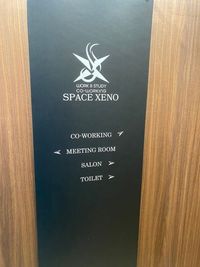 WORK & STUDY
CO-WORKING
SPACE XENO
CO-WORKING
MEETING ROOM
SALON
TOILET